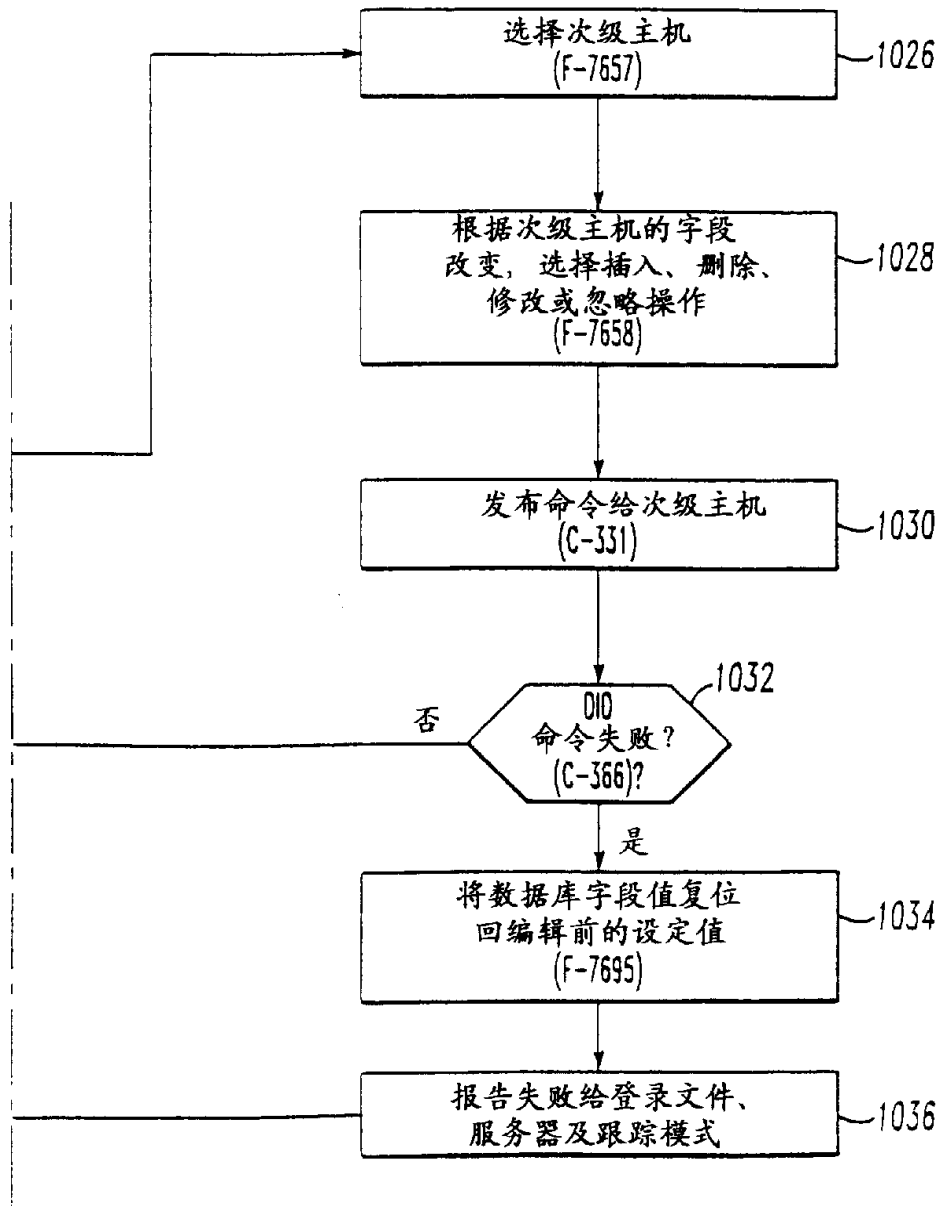 选择次级主机
(F-7657)
1026
根据次级主机的字段
改变, 选择插入、删除、
修改或忽略操作
(F-7658)
1028
发布命令给次级主机
(C-331)
1030
1032
DID
命令失败?
(C-366)?
否
是
将数据库字段值复位
回编辑前的设定值
(F-7695)
1034
报告失败给登录文件、
服务器及跟踪模式
1036